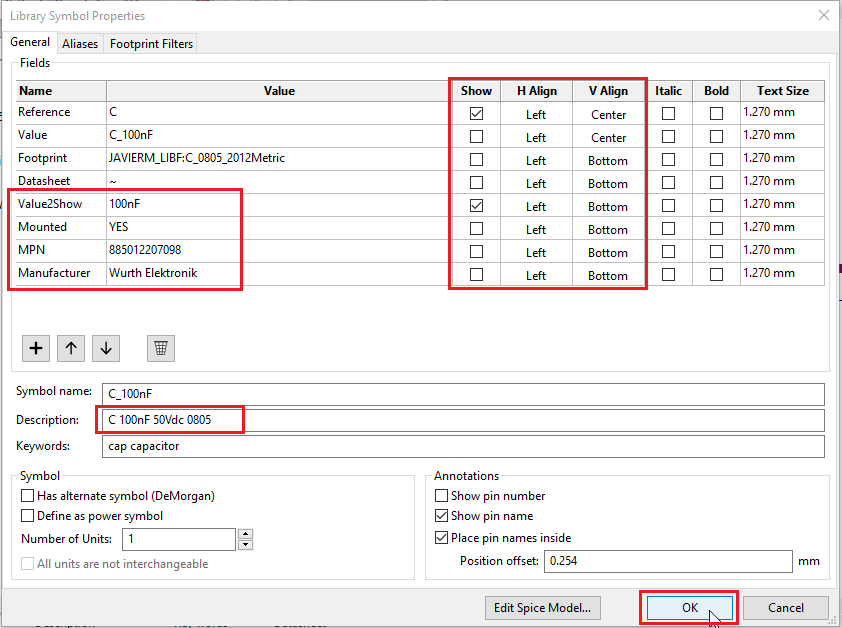 Library Symbol Properties
General Aliases Footprint Filters
Fields
Name Value Show H Align V Align Italic Bold Text Size
Reference C Left Center 1.270 mm
Value C_100nF Left Center 1.270 mm
Footprint JAVIERM_LIBF:C_0805_2012Metric Left Bottom 1.270 mm
Datasheet ~ Left Bottom 1.270 mm
Value2Show 100nF Left Bottom 1.270 mm
Mounted YES Left Bottom 1.270 mm
MPN 885012207098 Left Bottom 1.270 mm
Manufacturer Wurth Elektronik Left Bottom 1.270 mm
Symbol name: C_100nF
Description: C 100nF 50Vdc 0805
Keywords: cap capacitor
Symbol
Has alternate symbol (DeMorgan)
Define as power symbol
Number of Units: 1
All units are not interchangeable
Annotations
Show pin number
Show pin name
Place pin names inside
Position offset: 0.254 mm
Edit Spice Model... OK Cancel